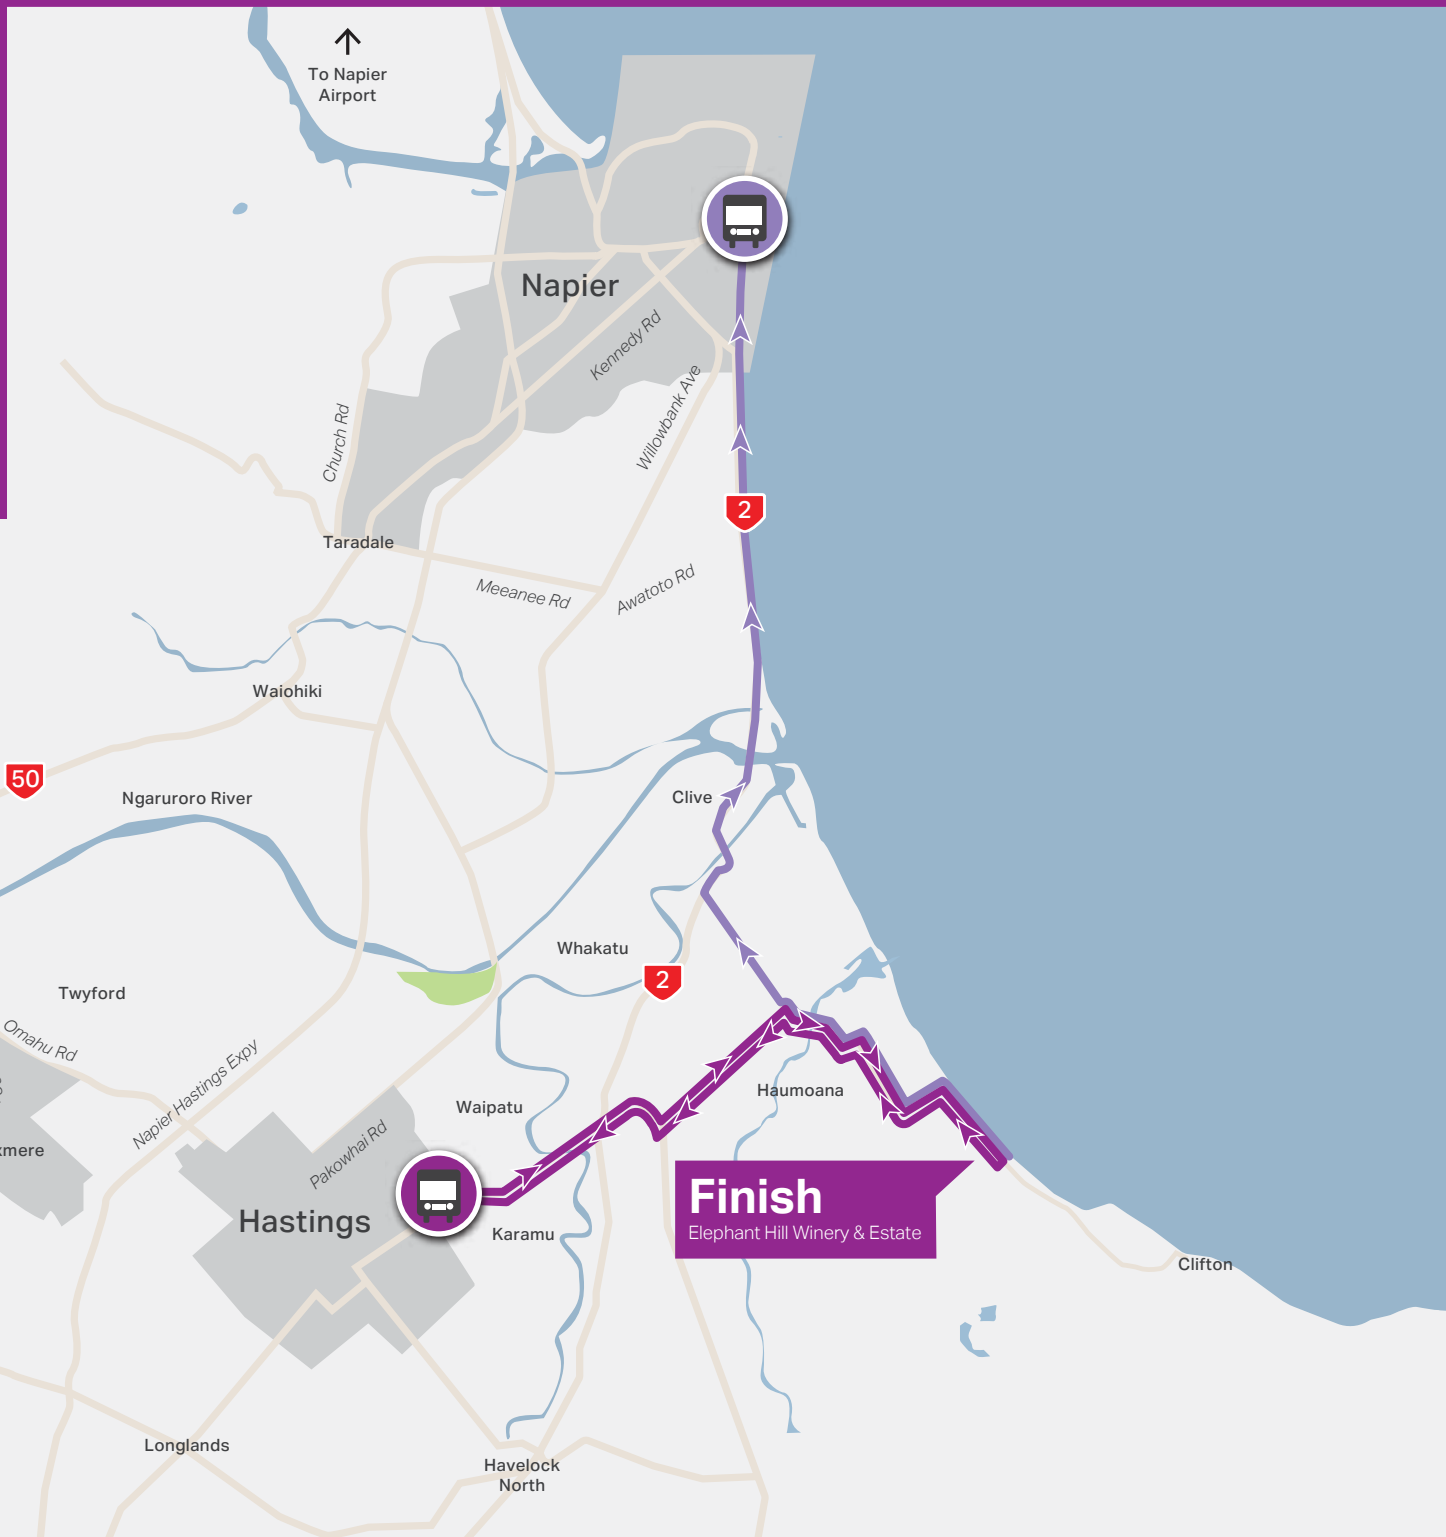 To Napier
Airport
Napier
Kennedy Rd
Willowbank Ave
Church Rd
2
Taradale
Meeanee Rd
Awatoto Rd
Waiohiki
50
Ngaruroro River
Clive
Whakatu
2
Twyford
Omahu Rd
Napier Hastings Expy
Haumoana
Waipatu
Pakowhai Rd
Finish
Elephant Hill Winery & Estate
Hastings
Karamu
Clifton
Longlands
Havelock
North